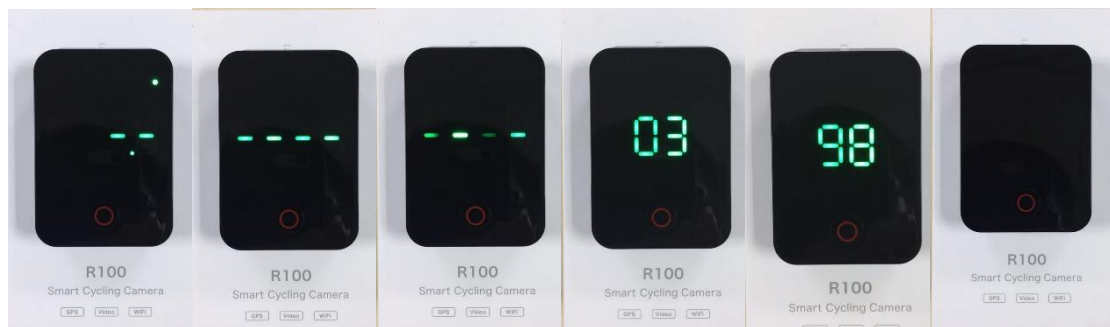 - -
R100
Smart Cycling Camera
GPS Video WiFi
- - - -
R100
Smart Cycling Camera
GPS Video WiFi
- - - -
R100
Smart Cycling Camera
GPS Video WiFi
03
R100
Smart Cycling Camera
GPS Video WiFi
98
R100
Smart Cycling Camera
R100
Smart Cycling Camera
GPS Video WiFi